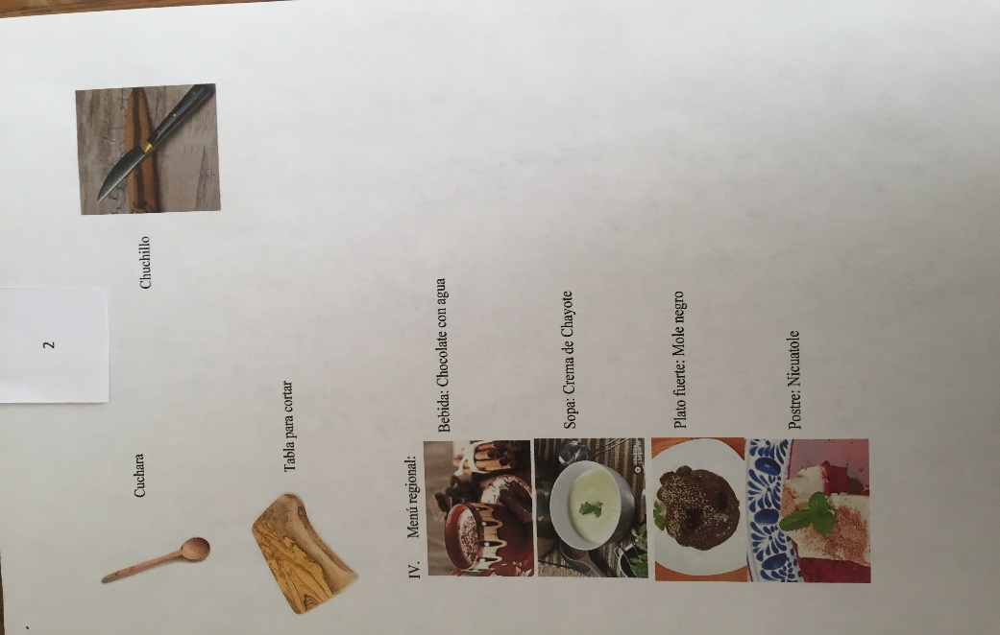 2
Cuchara
Chuchillo
Tabla para cortar
IV. Menú regional:
Bebida: Chocolate con agua
Sopa: Crema de Chayote
Plato fuerte: Mole negro
Postre: Nicuatole